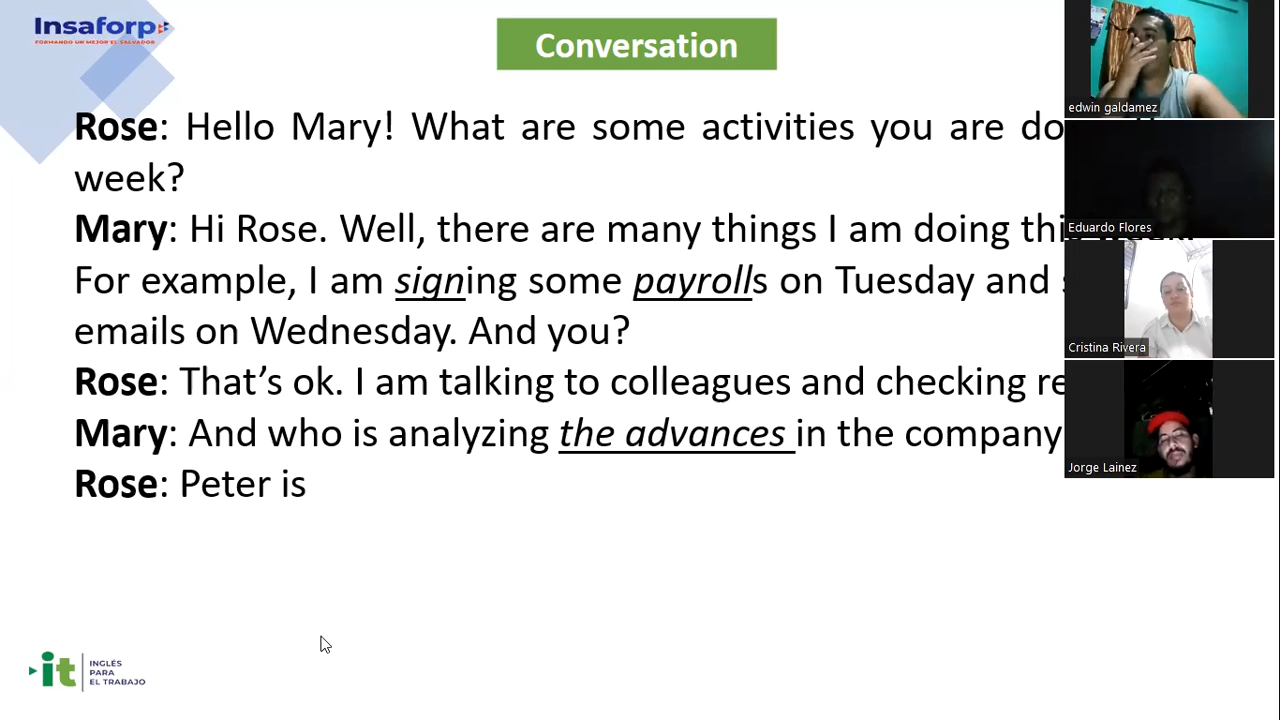 Insaforp
FORMANDO UN MEJOR EL SALVADOR
Conversation
edwin galdamez
Rose: Hello Mary! What are some activities you are
week?
Eduardo Flores
Mary: Hi Rose. Well, there are many things I am doing this
For example, I am signing some payrolls on Tuesday and
emails on Wednesday. And you?
Cristina Rivera
Rose: That’s ok. I am talking to colleagues and checking
Mary: And who is analyzing the advances in the company
Jorge Lainez
Rose: Peter is
it
INGLÉS
PARA
EL TRABAJO